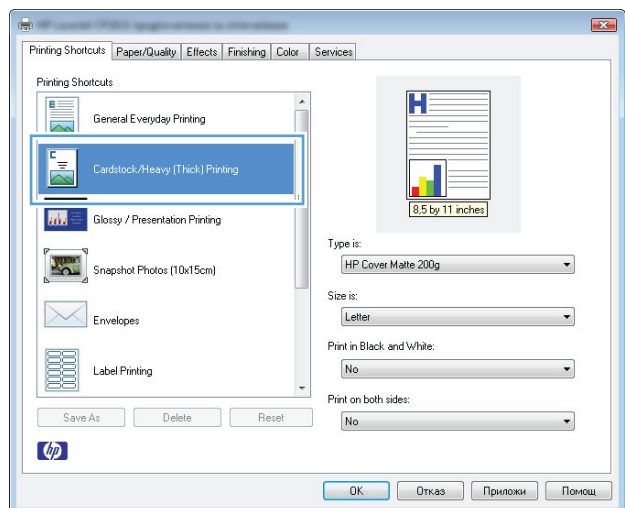 Printing Shortcuts Paper/Quality Effects Finishing Color Services
Printing Shortcuts
General Everyday Printing
Cardstock/Heavy (Thick) Printing
Glossy / Presentation Printing
Snapshot Photos (10x15cm)
Envelopes
Label Printing
Save As Delete Reset
H
8,5 by 11 inches
Type is:
HP Cover Matte 200g
Size is:
Letter
Print in Black and White:
No
Print on both sides:
No
hp
OK Отказ Приложи Помощ